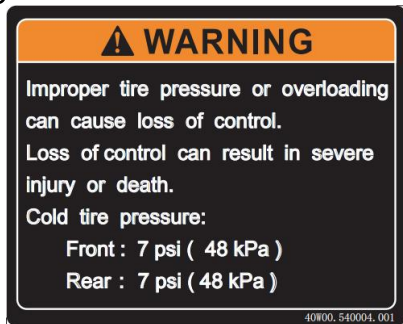 WARNING
Improper tire pressure or overloading
can cause loss of control.
Loss of control can result in severe
injury or death.
Cold tire pressure:
Front : 7 psi ( 48 kPa )
Rear : 7 psi ( 48 kPa )
40W00.540004.001